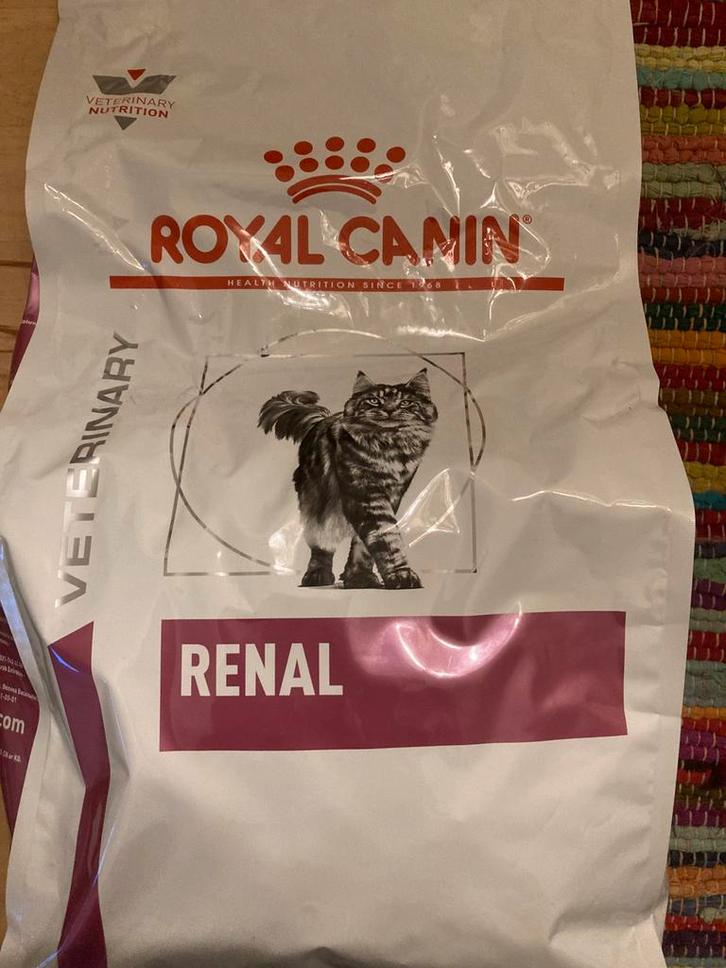 VETERINARY
NUTRITION
ROYAL CANIN®
HEALTH NUTRITION SINCE 1968
VETERINARY
RENAL
com